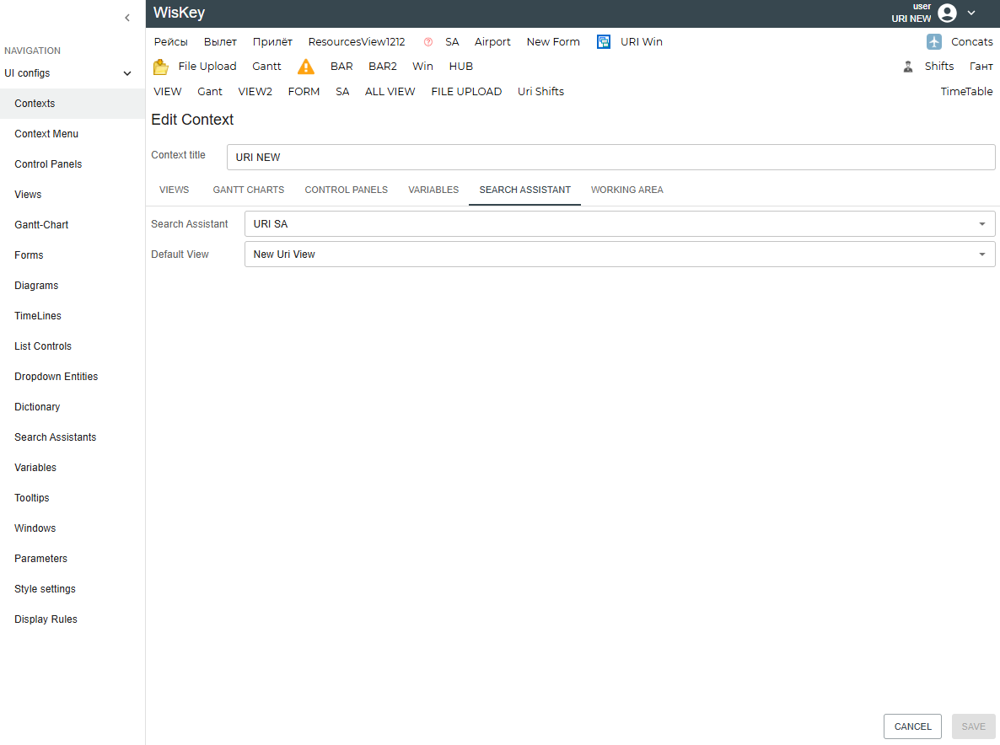 WisKey
user
URI NEW
NAVIGATION
UI configs
Contexts
Context Menu
Control Panels
Views
Gantt-Chart
Forms
Diagrams
TimeLines
List Controls
Dropdown Entities
Dictionary
Search Assistants
Variables
Tooltips
Windows
Parameters
Style settings
Display Rules
Рейсы Вылет Прилёт ResourcesView1212 SA Airport New Form URI Win Concats
File Upload Gantt BAR BAR2 Win HUB Shifts Гант
VIEW Gant VIEW2 FORM SA ALL VIEW FILE UPLOAD Uri Shifts TimeTable
Edit Context
Context title URI NEW
VIEWS GANTT CHARTS CONTROL PANELS VARIABLES SEARCH ASSISTANT WORKING AREA
Search Assistant URI SA
Default View New Uri View
CANCEL SAVE